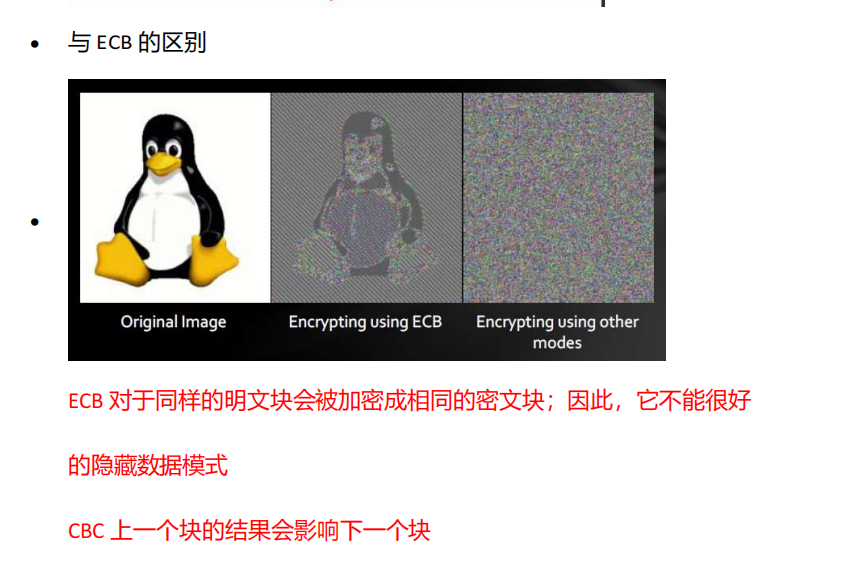 与 ECB 的区别
Original Image
Encrypting using ECB
Encrypting using other
modes
ECB 对于同样的明文块会被加密成相同的密文块；因此，它不能很好
的隐藏数据模式
CBC 上一个块的结果会影响下一个块